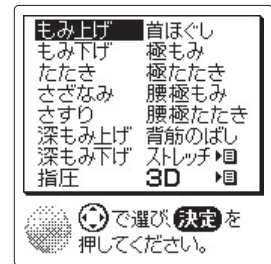 もみ上げ 首ほぐし
もみ下げ 極もみ
たたき 極たたき
さざなみ 腰極もみ
さすり 腰極たたき
深もみ上げ 背筋のばし
深もみ下げ ストレッチ
指圧 3D
で選び、決定を
押してください。